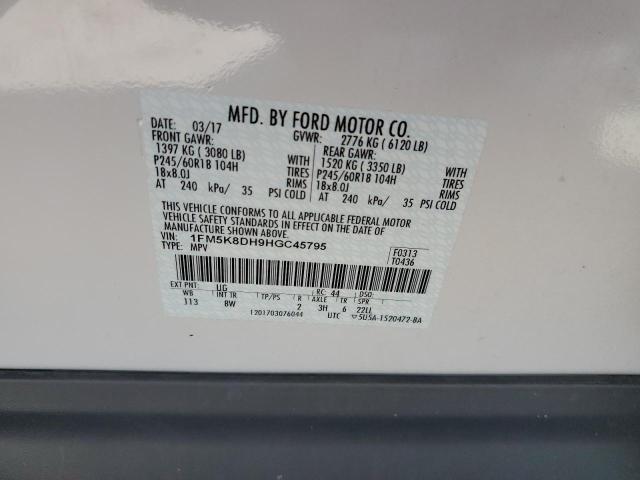 MFD. BY FORD MOTOR CO.
DATE: 03/17 GVWR: 2776 KG ( 6120 LB)
FRONT GAWR: REAR GAWR:
1397 KG ( 3080 LB) WITH 1520 KG ( 3350 LB) WITH
P245/60R18 104H TIRES P245/60R18 104H TIRES
18x8.0J RIMS 18x8.0J RIMS
AT 240 kPa/ 35 PSI COLD AT 240 kPa/ 35 PSI COLD
THIS VEHICLE CONFORMS TO ALL APPLICABLE FEDERAL MOTOR
VEHICLE SAFETY STANDARDS IN EFFECT ON THE DATE OF
MANUFACTURE SHOWN ABOVE.
VIN: 1FM5K8DH9HGC45795 F0313
TYPE: MPV T0436
EXT PNT: UG RC: 44 DSO:
WB INT TR TP/PS R AXLE TR SPR
113 8W 2 3H 6 22LL
1201703076044 UTC 5U5A-1520472-BA